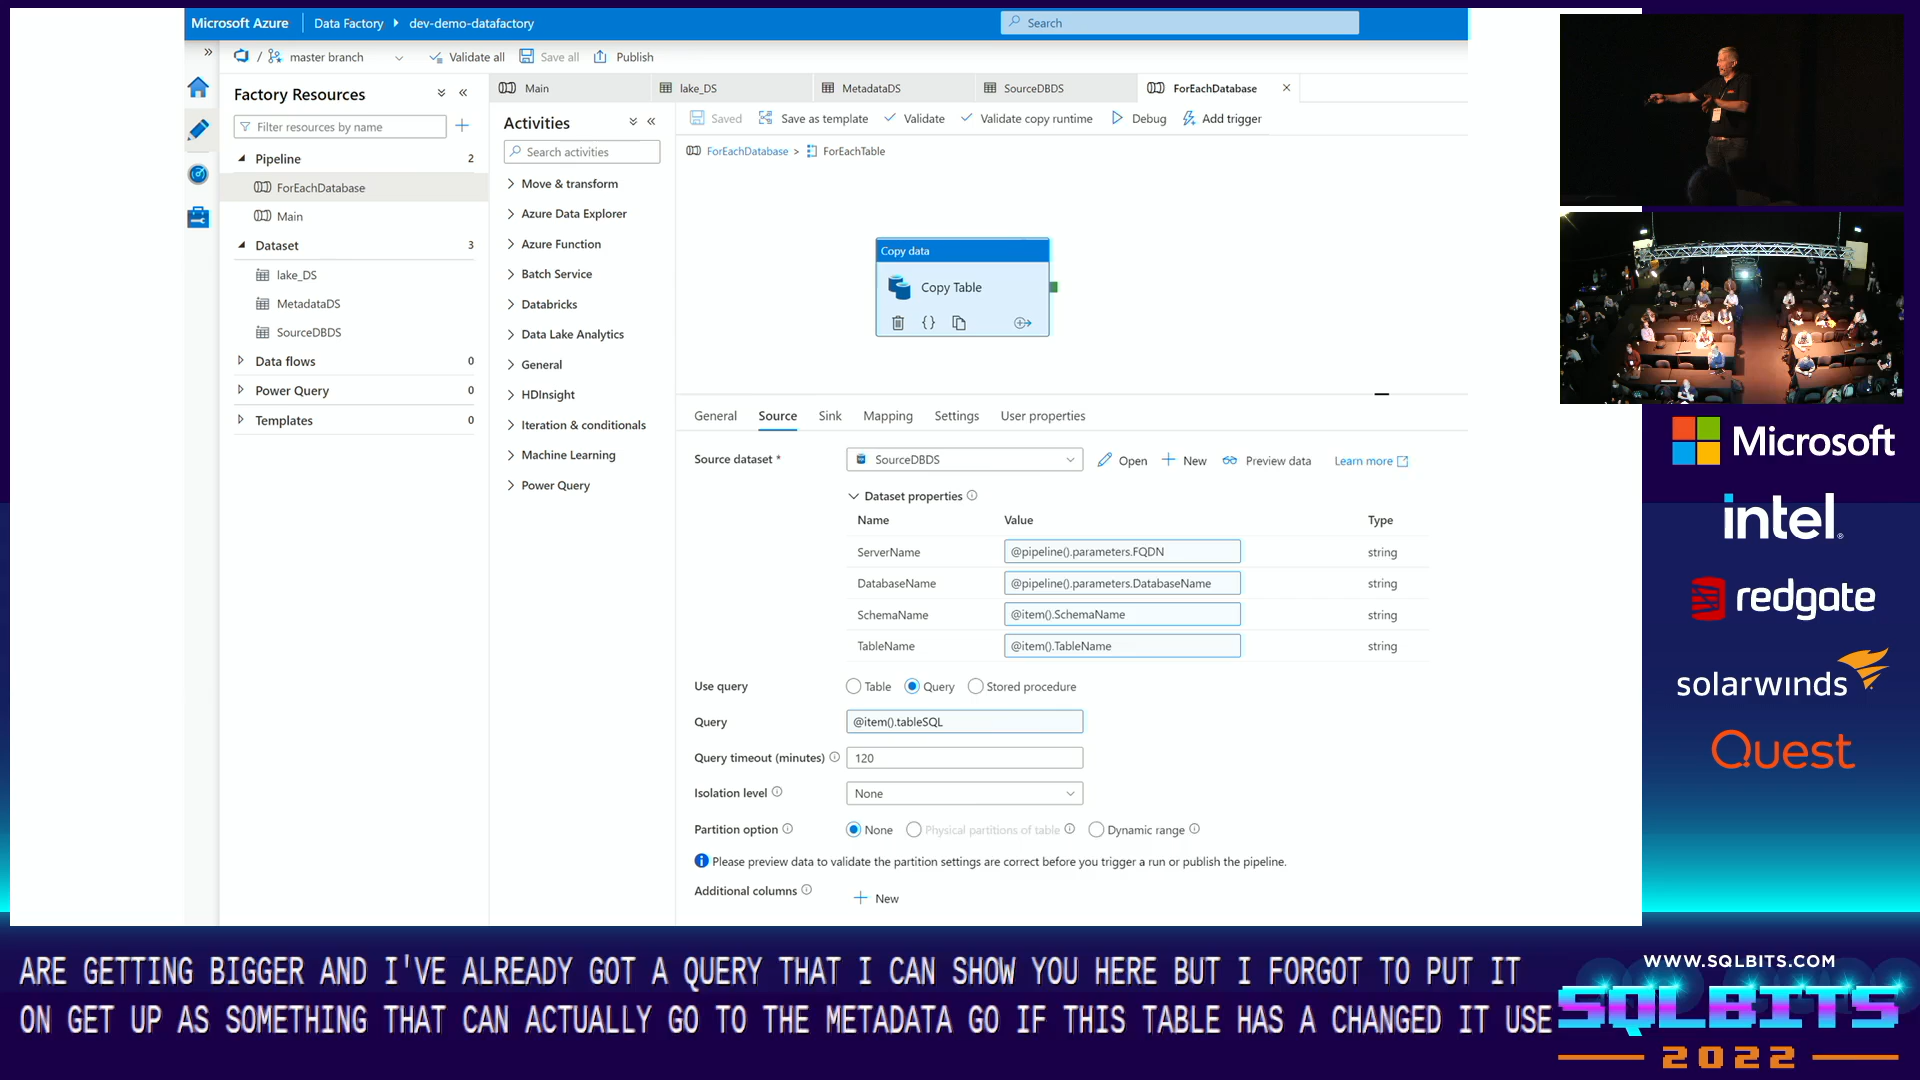 Microsoft Azure
Data Factory
dev-demo-datafactory
Search
/ master branch
Validate all
Save all
Publish
Factory Resources
Filter resources by name
Pipeline 2
ForEachDatabase
Main
Dataset 3
lake_DS
MetadataDS
SourceDBDS
Data flows 0
Power Query 0
Templates 0
Main
lake_DS
MetadataDS
SourceDBDS
ForEachDatabase
Activities
Search activities
Move & transform
Azure Data Explorer
Azure Function
Batch Service
Databricks
Data Lake Analytics
General
HDInsight
Iteration & conditionals
Machine Learning
Power Query
Saved
Save as template
Validate
Validate copy runtime
Debug
Add trigger
ForEachDatabase > ForEachTable
Copy data
Copy Table
General
Source
Sink
Mapping
Settings
User properties
Source dataset *
SourceDBDS
Open
New
Preview data
Learn more
Dataset properties
Name Value Type
ServerName @pipeline().parameters.FQDN string
DatabaseName @pipeline().parameters.DatabaseName string
SchemaName @item().SchemaName string
TableName @item().TableName string
Use query Table Query Stored procedure
Query @item().tableSQL
Query timeout (minutes) 120
Isolation level None
Partition option None Physical partitions of table Dynamic range
Please preview data to validate the partition settings are correct before you trigger a run or publish the pipeline.
Additional columns New
Microsoft
intel.
redgate
solarwinds
Quest
ARE GETTING BIGGER AND I'VE ALREADY GOT A QUERY THAT I CAN SHOW YOU HERE BUT I FORGOT TO PUT IT
ON GET UP AS SOMETHING THAT CAN ACTUALLY GO TO THE METADATA GO IF THIS TABLE HAS A CHANGED IT USE
WWW.SQLBITS.COM
SQLBITS
2022